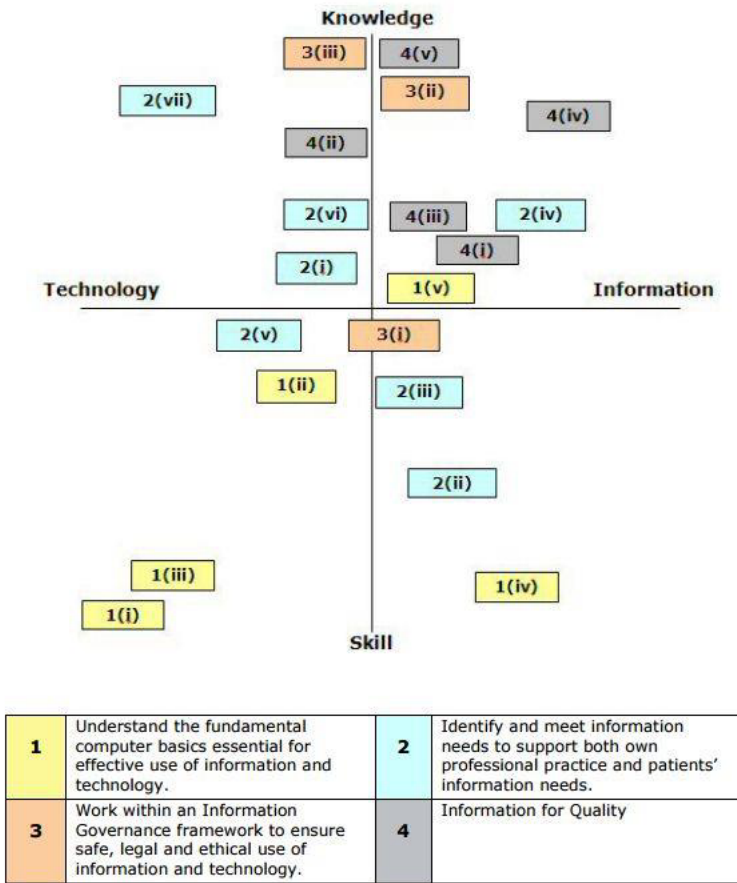 Knowledge
3(iii)
4(v)
3(ii)
2(vii)
4(iv)
4(ii)
2(vi)
4(iii)
2(iv)
4(i)
2(i)
1(v)
Technology
Information
2(v)
3(i)
1(ii)
2(iii)
2(ii)
1(iii)
1(iv)
1(i)
Skill
1
Understand the fundamental
computer basics essential for
effective use of information and
technology.
2
Identify and meet information
needs to support both own
professional practice and patients’
information needs.
3
Work within an Information
Governance framework to ensure
safe, legal and ethical use of
information and technology.
4
Information for Quality